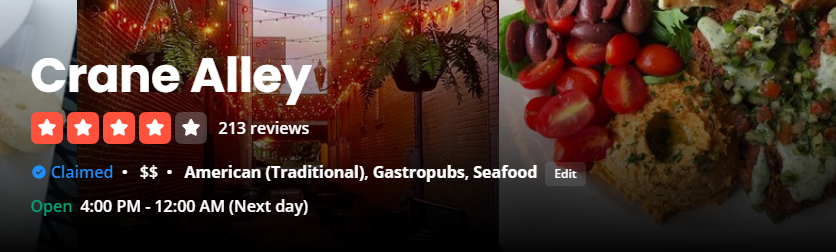 Crane Alley
213 reviews
Claimed • $$ • American (Traditional), Gastropubs, Seafood Edit
Open 4:00 PM - 12:00 AM (Next day)